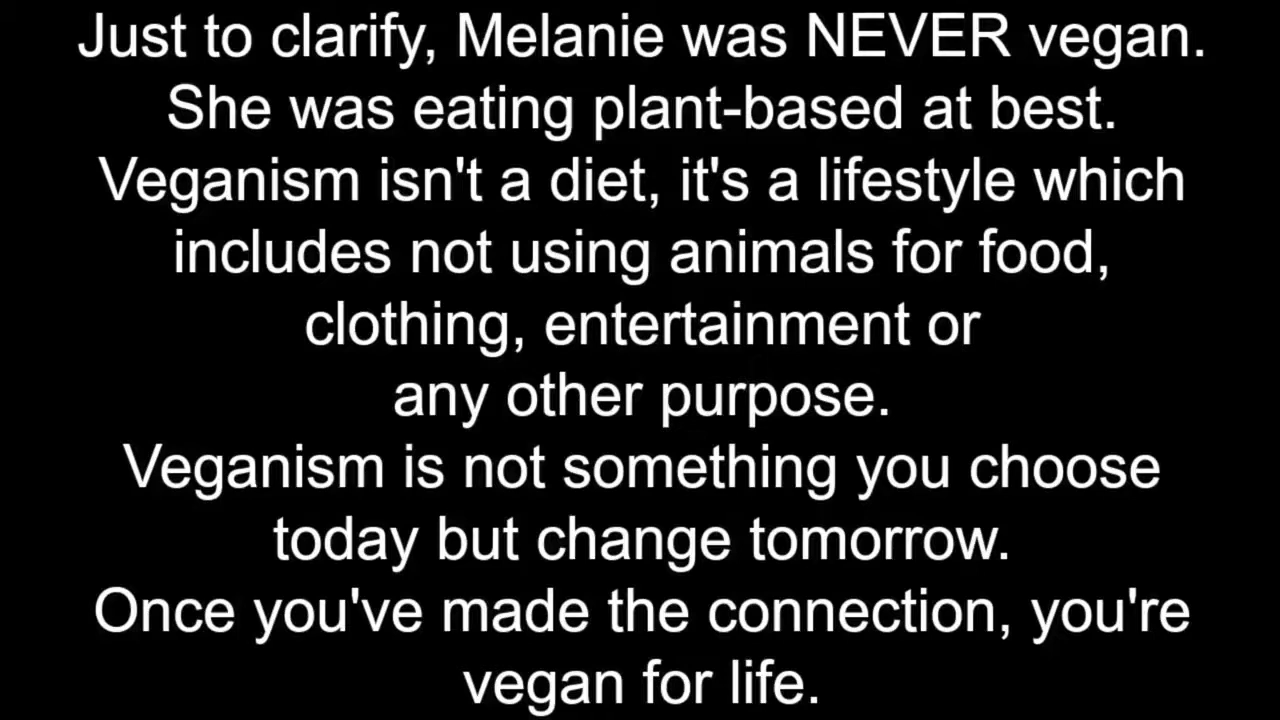 Just to clarify, Melanie was NEVER vegan.
She was eating plant-based at best.
Veganism isn't a diet, it's a lifestyle which
includes not using animals for food,
clothing, entertainment or
any other purpose.
Veganism is not something you choose
today but change tomorrow.
Once you've made the connection, you're
vegan for life.